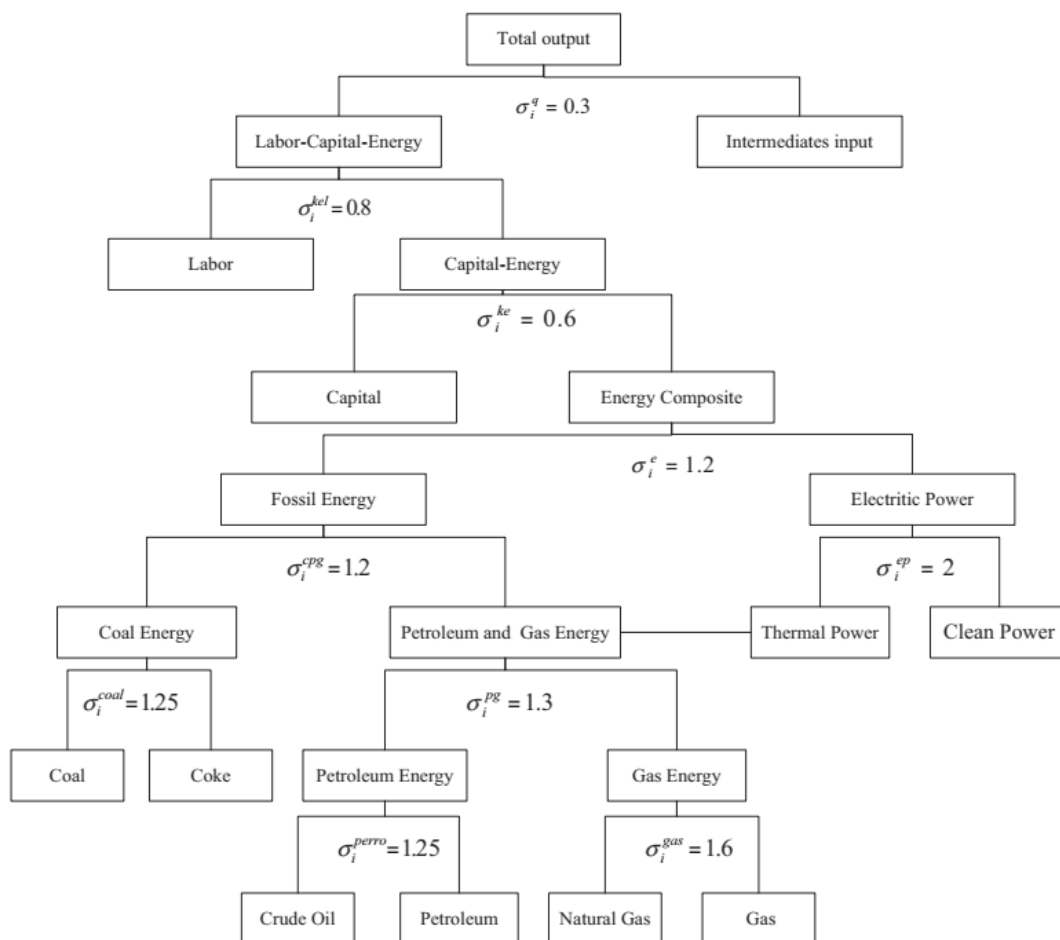 Total output
σ_i^q = 0.3
Labor-Capital-Energy
Intermediates input
σ_i^{kel} = 0.8
Labor
Capital-Energy
σ_i^{ke} = 0.6
Capital
Energy Composite
σ_i^e = 1.2
Fossil Energy
Electritic Power
σ_i^{cpg} = 1.2
σ_i^{ep} = 2
Coal Energy
Petroleum and Gas Energy
Thermal Power
Clean Power
σ_i^{coal} = 1.25
σ_i^{pg} = 1.3
Coal
Coke
Petroleum Energy
Gas Energy
σ_i^{perro} = 1.25
σ_i^{gas} = 1.6
Crude Oil
Petroleum
Natural Gas
Gas